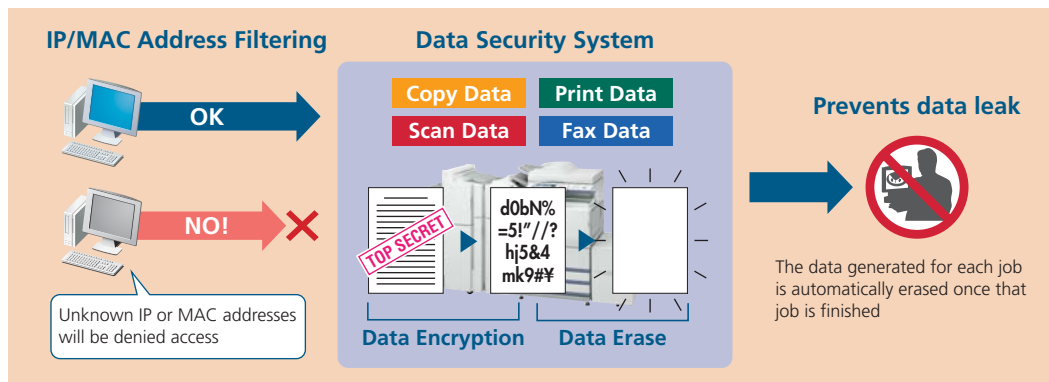 IP/MAC Address Filtering
OK
NO!
Unknown IP or MAC addresses
will be denied access
Data Security System
Copy Data
Print Data
Scan Data
Fax Data
TOP SECRET
d0bN%
=5!"//?
hj5&4
mk9#¥
Data Encryption
Data Erase
Prevents data leak
The data generated for each job
is automatically erased once that
job is finished